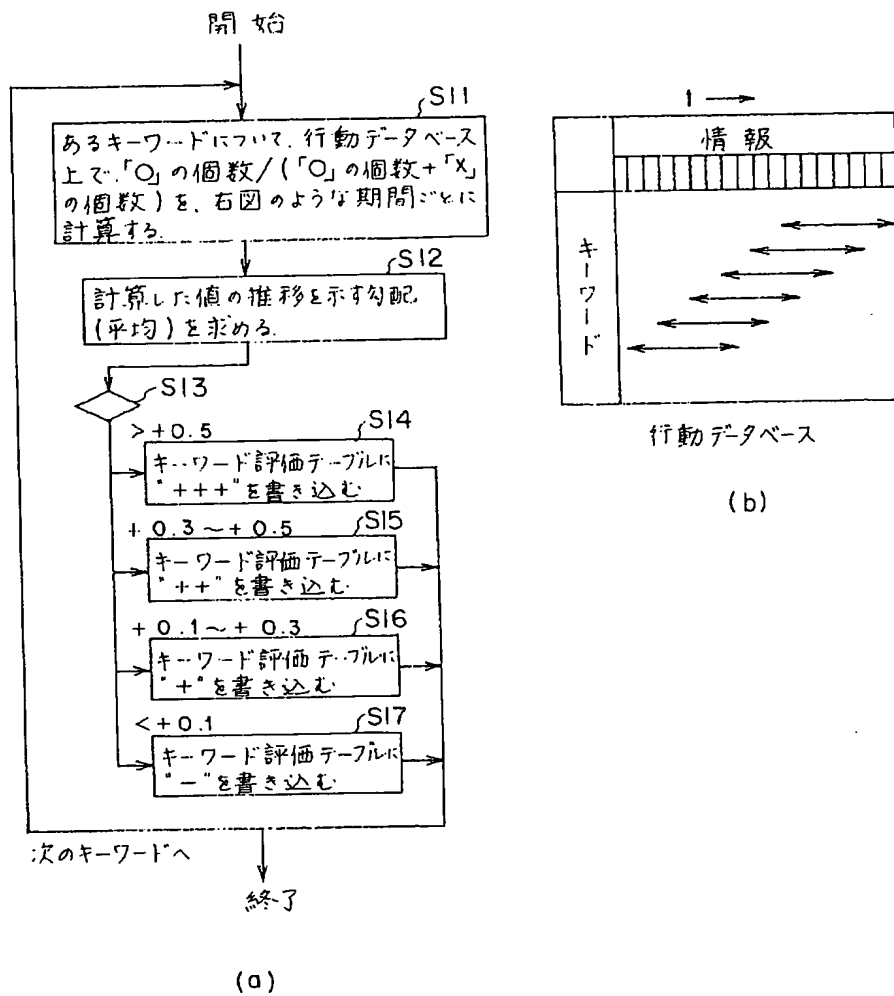 開始
S11
あるキーワードについて、行動データベース
上で、「○」の個数/(「○」の個数+「×」
の個数)を、右図のような期間ごとに
計算する.
S12
計算した値の推移を示す勾配
(平均)を求める.
S13
>+0.5
S14
キーワード評価テーブルに
"+++"を書き込む
+0.3~+0.5
S15
キーワード評価テーブルに
"++"を書き込む
+0.1~+0.3
S16
キーワード評価テーブルに
"+"を書き込む
<+0.1
S17
キーワード評価テーブルに
"-"を書き込む
次のキーワードへ
終了
(a)
t
情報
キーワード
行動データベース
(b)